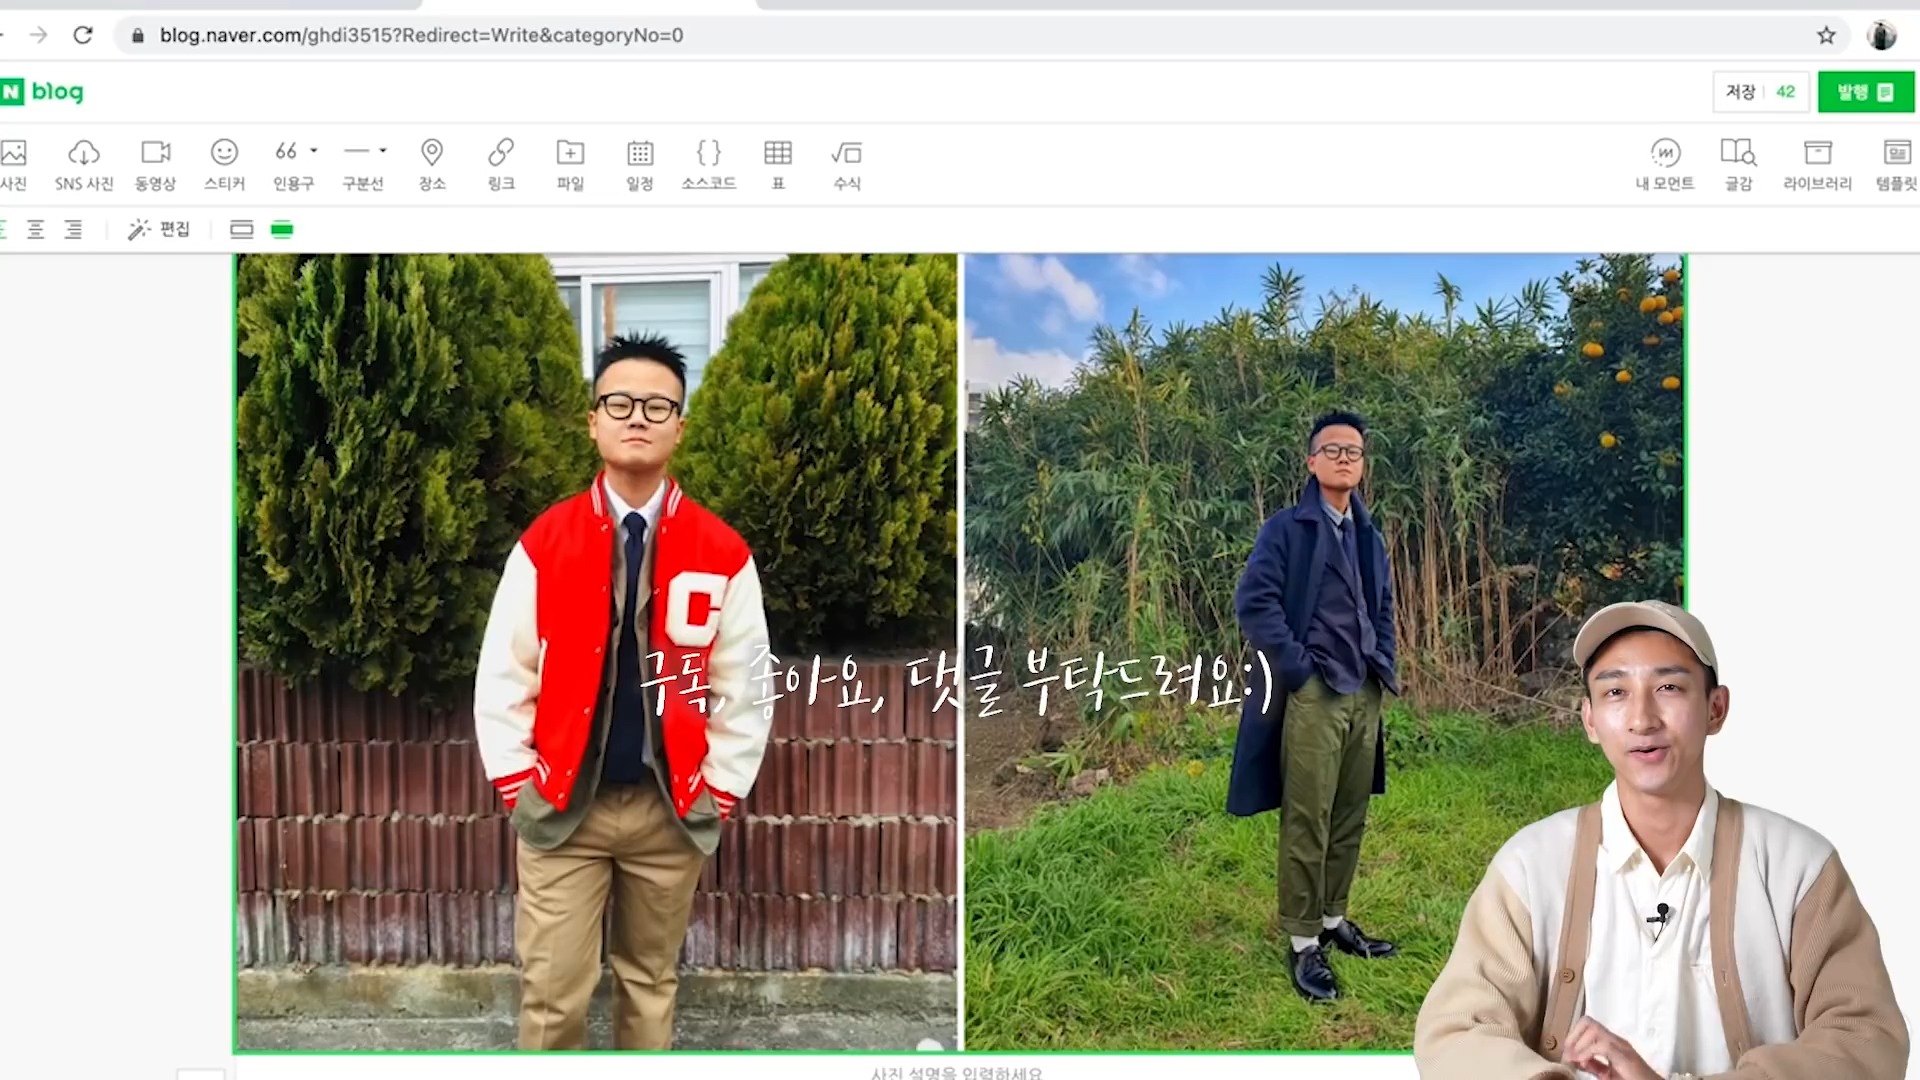 blog.naver.com/ghdi3515?Redirect=Write&categoryNo=0
N blog
저장 42 발행
사진 SNS 사진 동영상 스티커 인용구 구분선 장소 링크 파일 일정 소스코드 표 수식 내 모먼트 글감 라이브러리 템플릿
편집
C
구독, 좋아요, 댓글 부탁드려요:)
사진 설명을 입력하세요